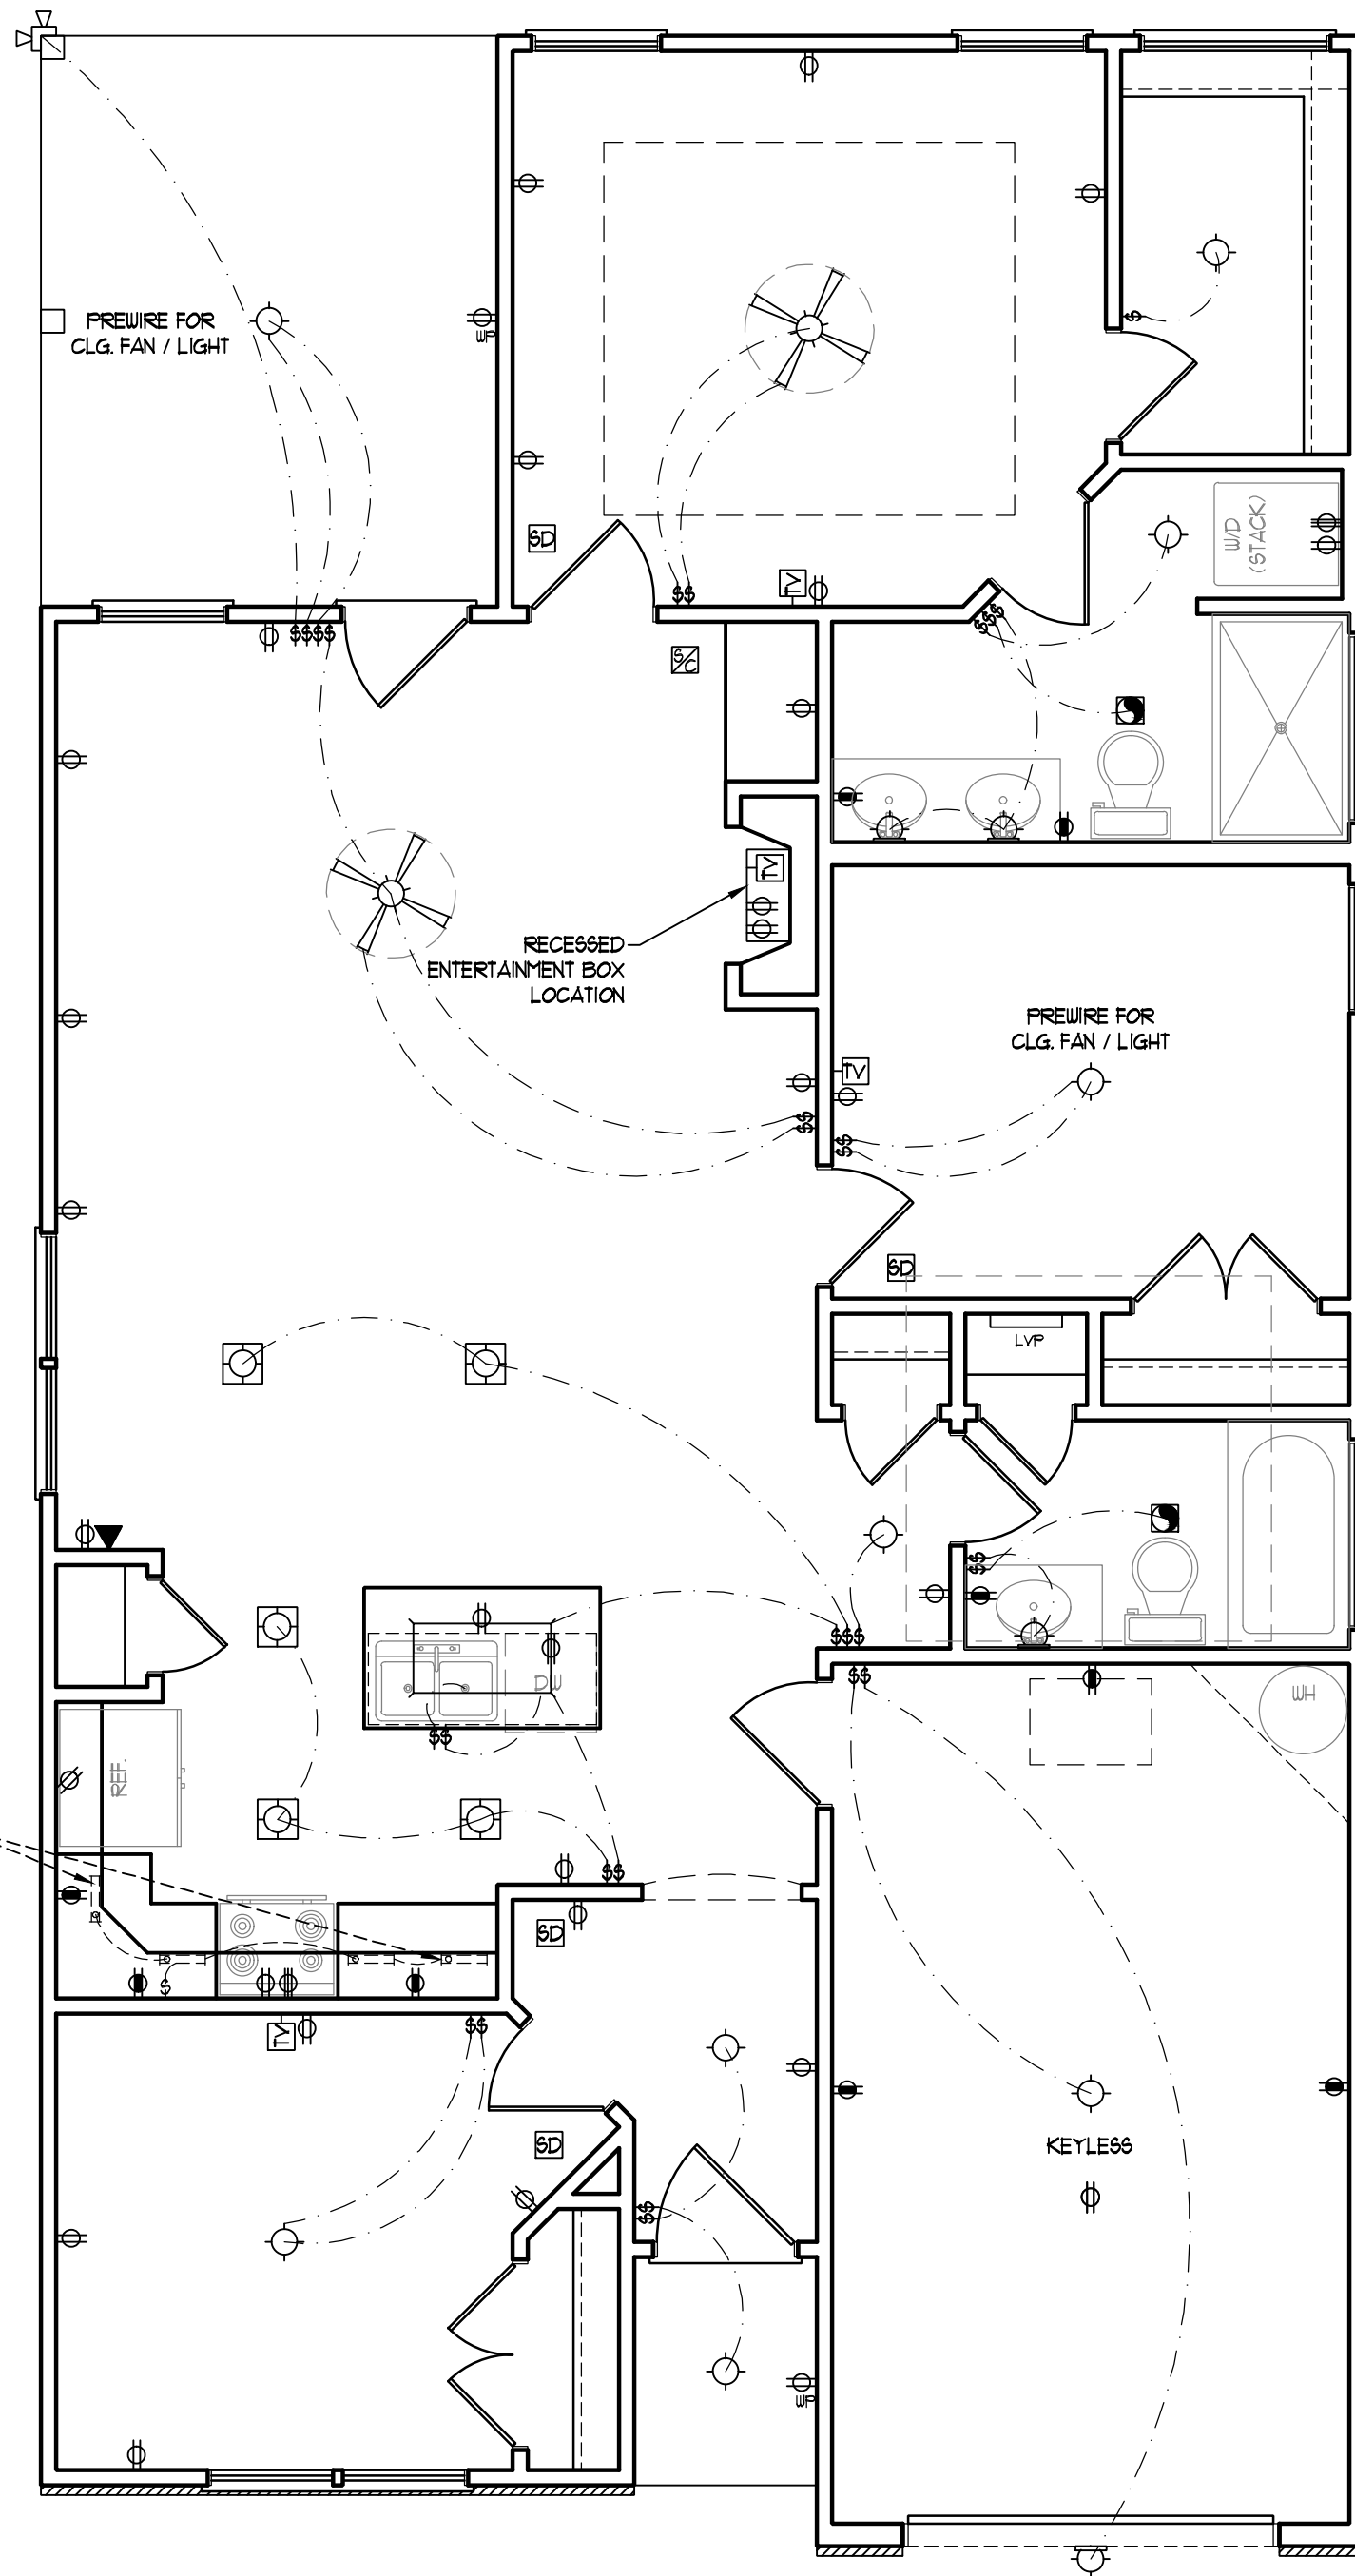 PREWIRE FOR
CLG. FAN / LIGHT
WP
$
SD
TV
$$
W/D
(STACK)
$$$$
$$$
S/C
TV
RECESSED
ENTERTAINMENT BOX
LOCATION
PREWIRE FOR
CLG. FAN / LIGHT
TV
$$
$$
SD
LVP
$$
$$$
$$
DW
$$
WH
REF.
$$
SD
$
TV
$$
SD
KEYLESS
$$
WP